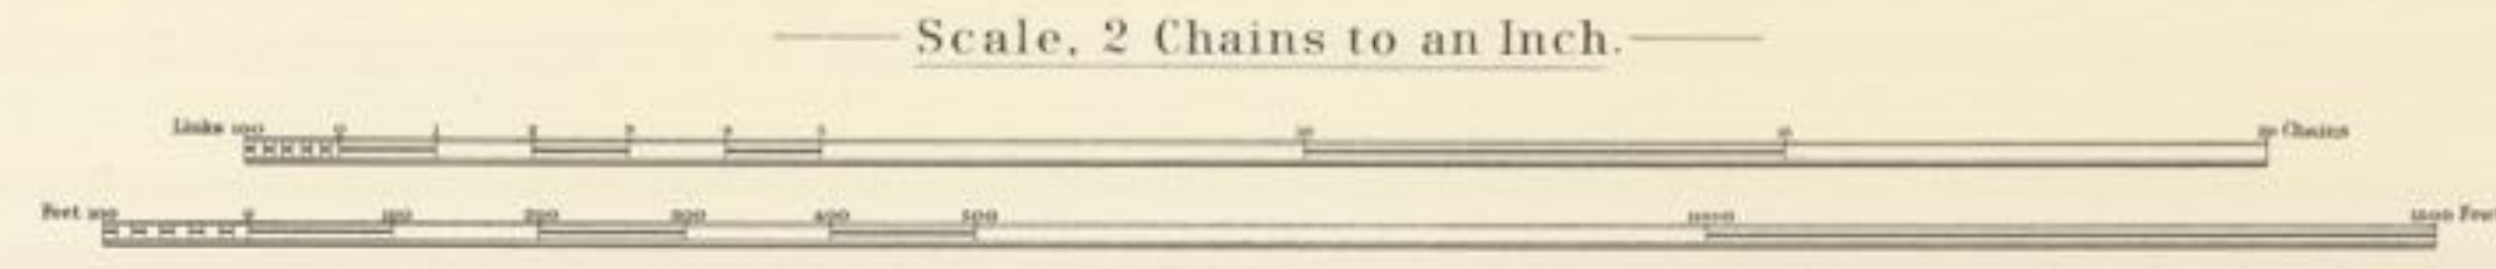 Scale, 2 Chains to an Inch.
Links 100 0 1 2 3 4 5 10 15 20 Chains
Feet 100 0 100 200 300 400 500 1000 1500 Feet